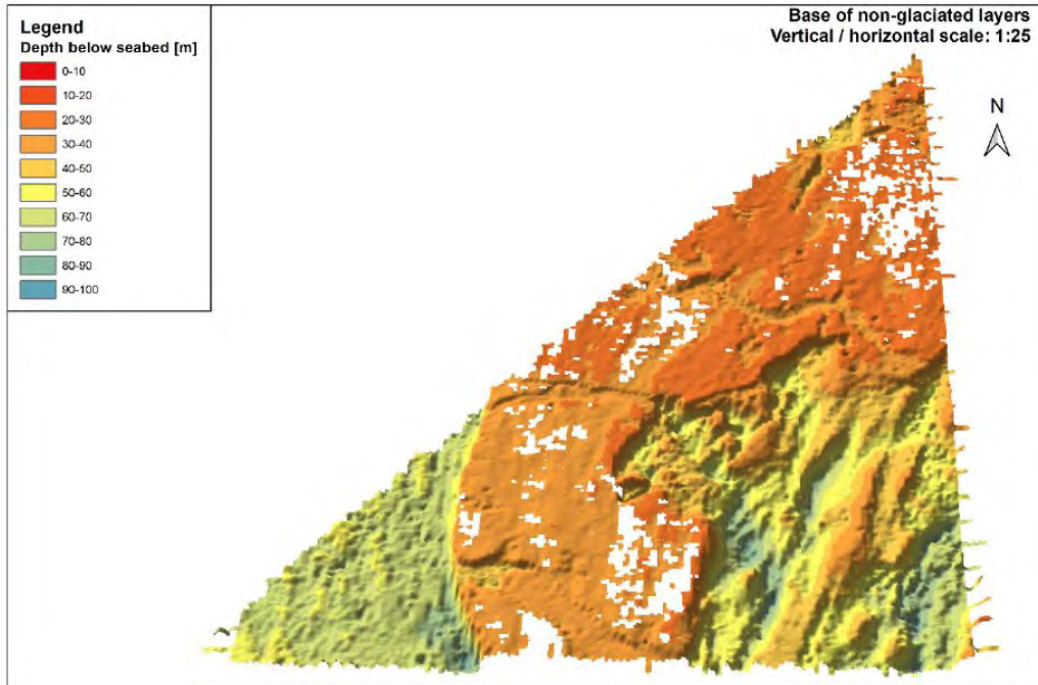 Legend
Depth below seabed [m]
0-10
10-20
20-30
30-40
40-50
50-60
60-70
70-80
80-90
90-100
Base of non-glaciated layers
Vertical / horizontal scale: 1:25
N